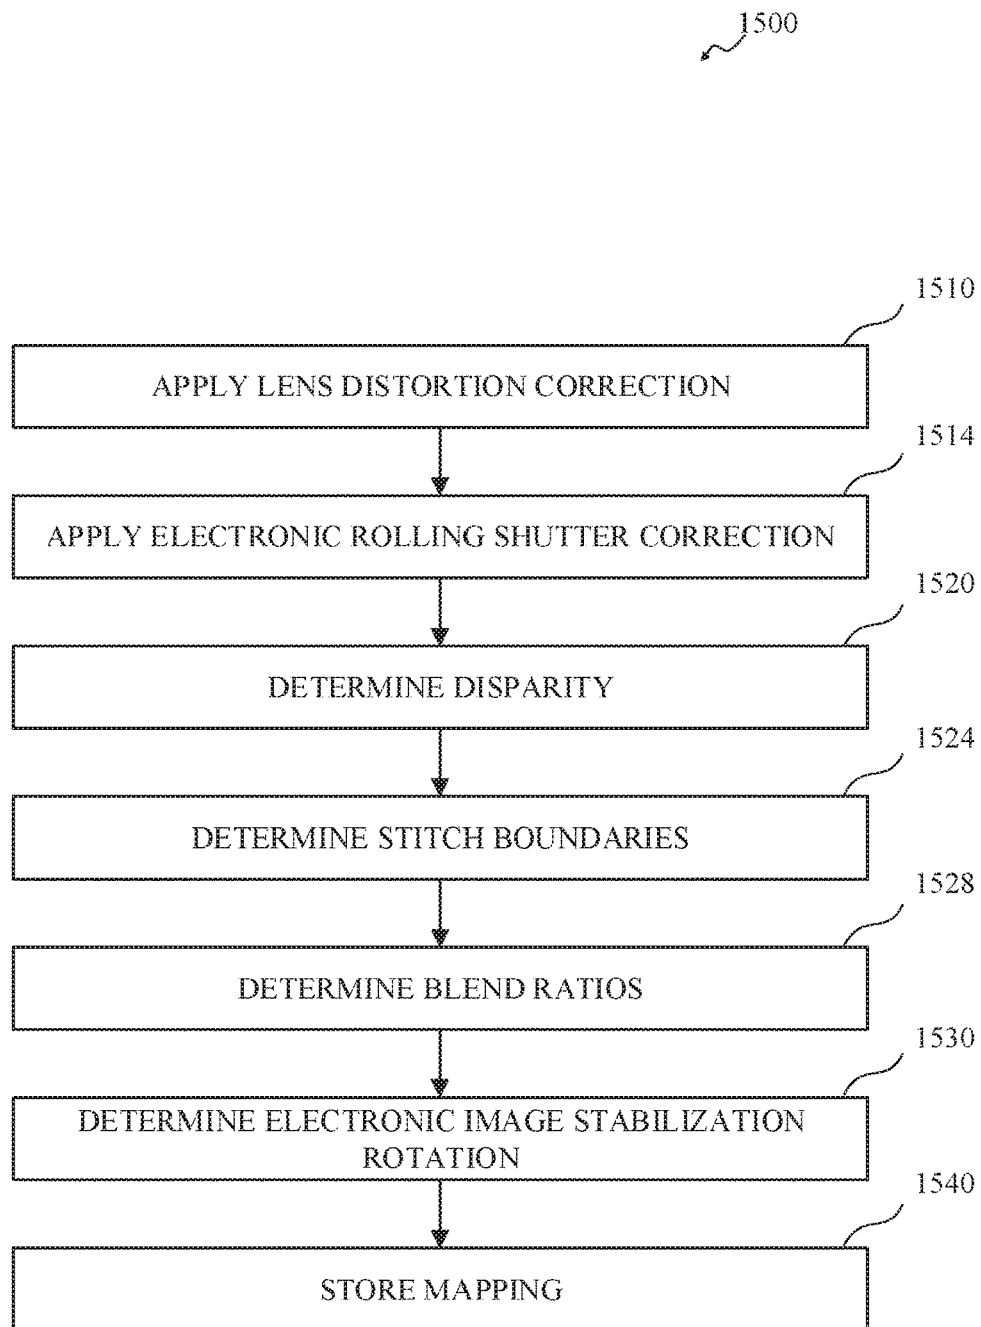 1500
1510
APPLY LENS DISTORTION CORRECTION
1514
APPLY ELECTRONIC ROLLING SHUTTER CORRECTION
1520
DETERMINE DISPARITY
1524
DETERMINE STITCH BOUNDARIES
1528
DETERMINE BLEND RATIOS
1530
DETERMINE ELECTRONIC IMAGE STABILIZATION
ROTATION
1540
STORE MAPPING